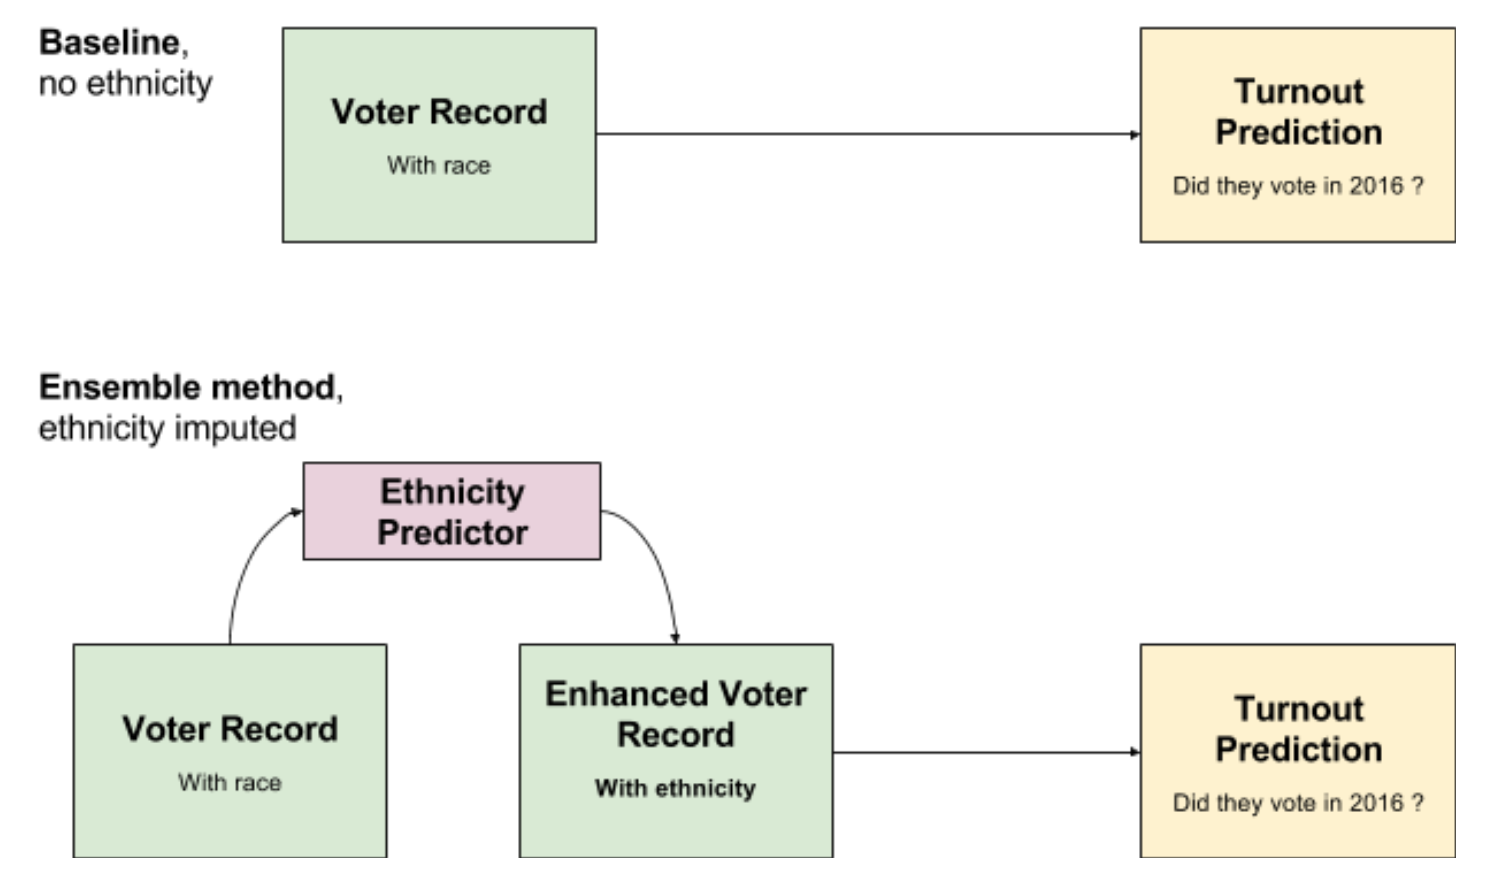 Baseline,
no ethnicity
Voter Record
With race
Turnout
Prediction
Did they vote in 2016 ?
Ensemble method,
ethnicity imputed
Ethnicity
Predictor
Voter Record
With race
Enhanced Voter
Record
With ethnicity
Turnout
Prediction
Did they vote in 2016 ?